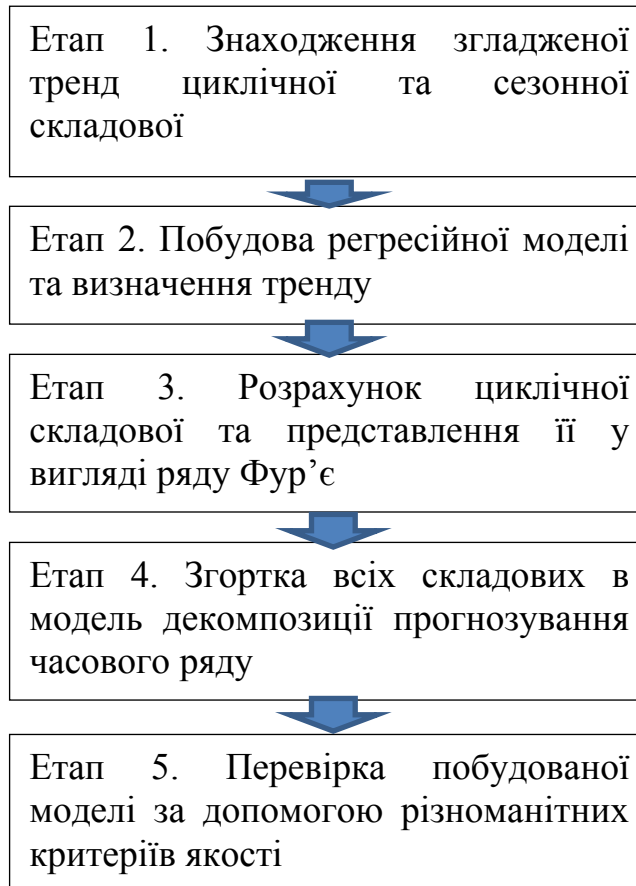 Етап 1. Знаходження згладженої
тренд циклічної та сезонної
складової
Етап 2. Побудова регресійної моделі
та визначення тренду
Етап 3. Розрахунок циклічної
складової та представлення її у
вигляді ряду Фур’є
Етап 4. Згортка всіх складових в
модель декомпозиції прогнозування
часового ряду
Етап 5. Перевірка побудованої
моделі за допомогою різноманітних
критеріїв якості